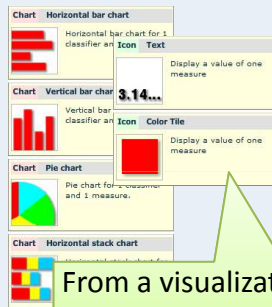 Chart Horizontal bar chart
Horizontal bar chart for 1
classifier an
Chart Vertical bar char
Vertical bar
classifier an
Chart Pie chart
Pie chart for 1 classifier
and 1 measure.
Chart Horizontal stack chart
Icon Text
Display a value of one
measure
3.14...
Icon Color Tile
Display a value of one
measure
From a visualizat